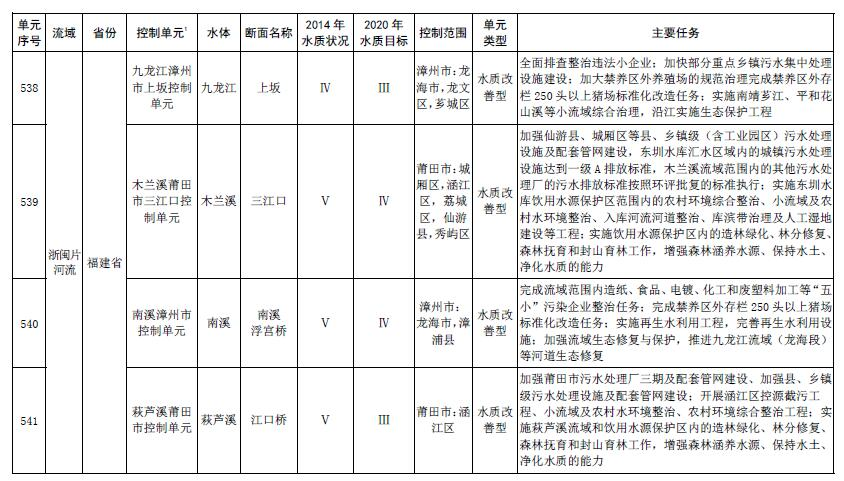 单元序号 流域 省份 控制单元1 水体 断面名称 2014年水质状况 2020年水质目标 控制范围 单元类型 主要任务
浙闽片河流
福建省
538
九龙江漳州
市上坂控制
单元
九龙江
上坂
Ⅳ
Ⅲ
漳州市：龙
海市，龙文
区，芗城区
水质改
善型
全面排查整治违法小企业；加快部分重点乡镇污水集中处理
设施建设；加大禁养区外养殖场的规范治理完成禁养区外存
栏250头以上猪场标准化改造任务；实施南靖芗江、平和花
山溪等小流域综合治理，沿江实施生态保护工程
539
木兰溪莆田
市三江口控
制单元
木兰溪
三江口
Ⅴ
Ⅳ
莆田市：城
厢区，涵江
区，荔城
区，仙游
县，秀屿区
水质改
善型
加强仙游县、城厢区等县、乡镇级（含工业园区）污水处理
设施及配套管网建设，东圳水库汇水区域内的城镇污水处理
设施达到一级A排放标准，木兰溪流域范围内的其他污水处
理厂的污水排放标准按照环评批复的标准执行；实施东圳水
库饮用水源保护区范围内的农村环境综合整治、小流域及农
村水环境整治、入库河流河道整治、库滨带治理及人工湿地
建设等工程；实施饮用水源保护区内的造林绿化、林分修复、
森林抚育和封山育林工作，增强森林涵养水源、保持水土、
净化水质的能力
540
南溪漳州市
控制单元
南溪
南溪
浮宫桥
Ⅴ
Ⅳ
漳州市：
龙海市，漳
浦县
水质改
善型
完成流域范围内造纸、食品、电镀、化工和废塑料加工等“五
小”污染企业整治任务；完成禁养区外存栏250头以上猪场
标准化改造任务；实施再生水利用工程，完善再生水利用设
施；加强流域生态修复与保护，推进九龙江流域（龙海段）
等河道生态修复
541
萩芦溪莆田
市控制单元
萩芦溪
江口桥
Ⅴ
Ⅲ
莆田市：涵
江区
水质改
善型
加强莆田市污水处理厂三期及配套管网建设、加强县、乡镇
级污水处理设施及配套管网建设；开展涵江区控源截污工
程、小流域及农村水环境整治、农村环境综合整治工程；实
施萩芦溪流域和饮用水源保护区内的造林绿化、林分修复、
森林抚育和封山育林工作，增强森林涵养水源、保持水土、
净化水质的能力